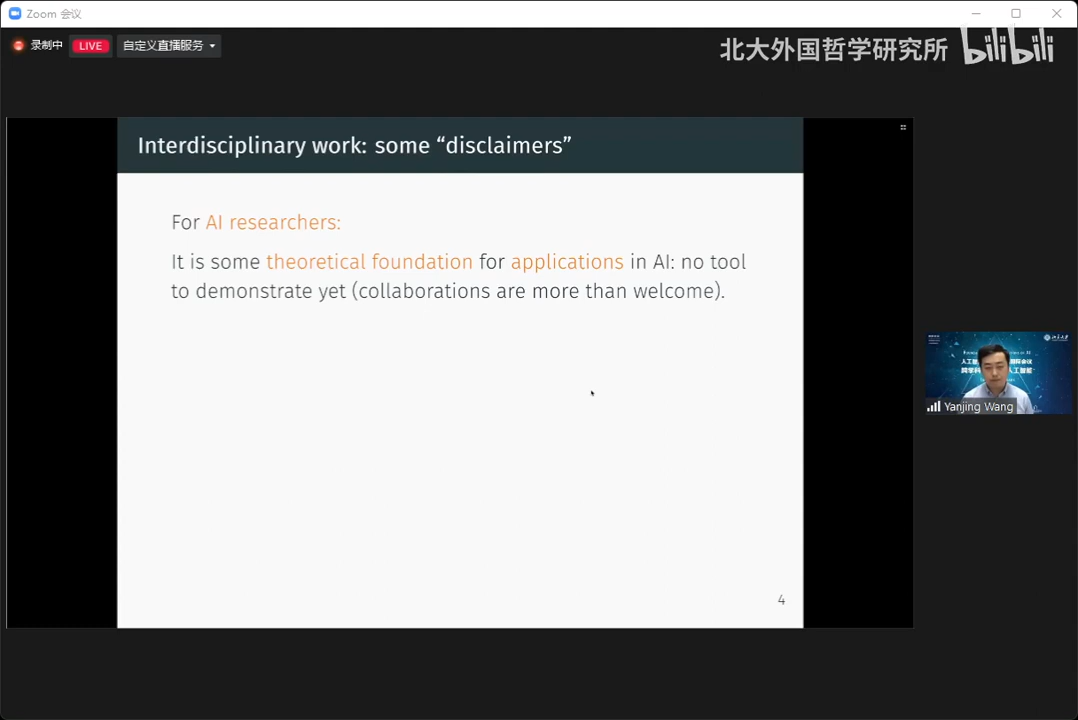 Zoom 会议
录制中
LIVE
自定义直播服务
北大外国哲学研究所
bilibili
Interdisciplinary work: some “disclaimers”
For AI researchers:
It is some theoretical foundation for applications in AI: no tool
to demonstrate yet (collaborations are more than welcome).
4
Yanjing Wang